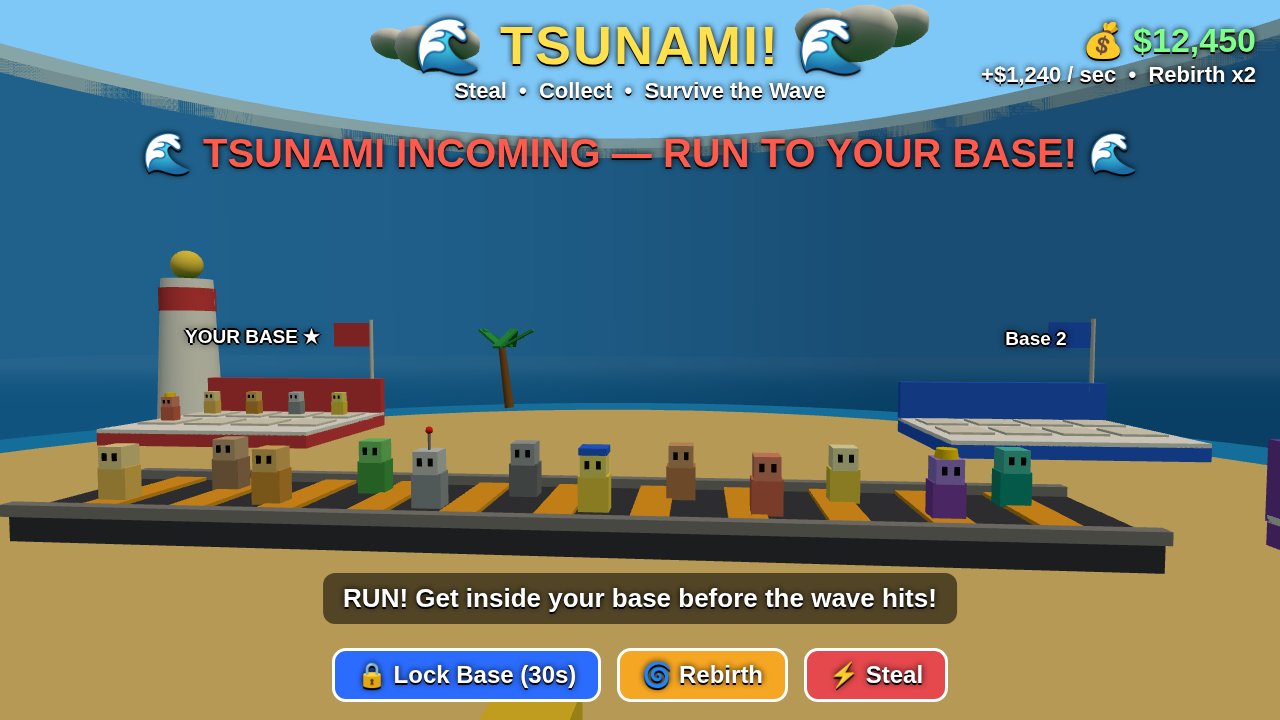 🌊 TSUNAMI! 🌊
Steal • Collect • Survive the Wave
💰 $12,450
+$1,240 / sec • Rebirth x2
🌊 TSUNAMI INCOMING — RUN TO YOUR BASE! 🌊
YOUR BASE ★
Base 2
RUN! Get inside your base before the wave hits!
🔒 Lock Base (30s)
🌀 Rebirth
⚡ Steal